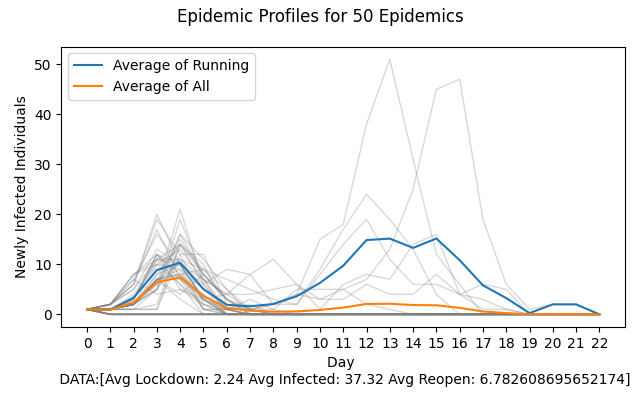 Epidemic Profiles for 50 Epidemics
Average of Running
Average of All
Newly Infected Individuals
50
40
30
20
10
0
0 1 2 3 4 5 6 7 8 9 10 11 12 13 14 15 16 17 18 19 20 21 22
Day
DATA:[Avg Lockdown: 2.24 Avg Infected: 37.32 Avg Reopen: 6.782608695652174]